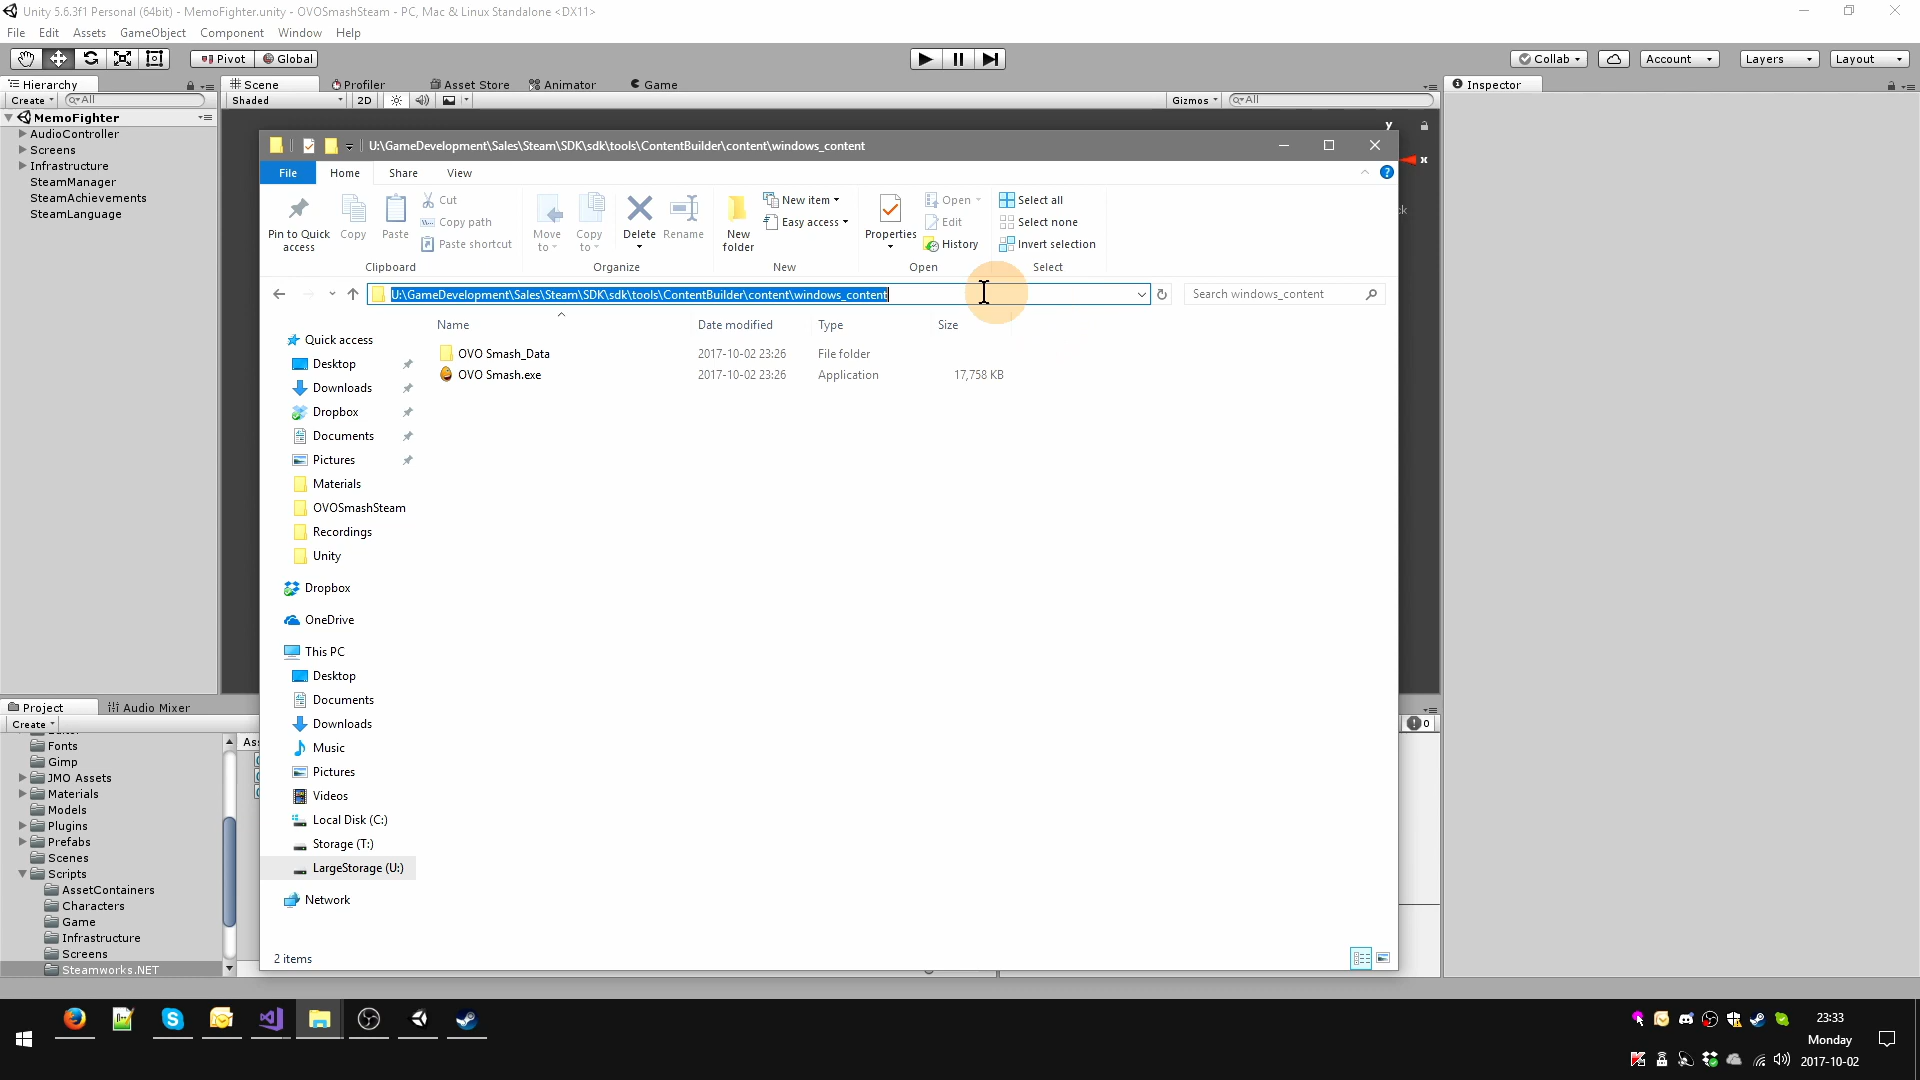 Unity 5.6.3f1 Personal (64bit) - MemoFighter.unity - OVOSmashSteam - PC, Mac & Linux Standalone <DX11>
File Edit Assets GameObject Component Window Help
Pivot Global Collab Account Layers Layout
Hierarchy Scene Profiler Asset Store Animator Game Inspector
Create All Shaded 2D Gizmos All
MemoFighter
AudioController
Screens
Infrastructure
SteamManager
SteamAchievements
SteamLanguage
y
x
U:\GameDevelopment\Sales\Steam\SDK\sdk\tools\ContentBuilder\content\windows_content
File Home Share View
Pin to Quick access
Copy
Paste
Cut
Copy path
Paste shortcut
Clipboard
Move to
Copy to
Delete
Rename
Organize
New folder
New item
Easy access
New
Properties
Open
Edit
History
Open
Select all
Select none
Invert selection
Select
U:\GameDevelopment\Sales\Steam\SDK\sdk\tools\ContentBuilder\content\windows_content
Search windows_content
Name Date modified Type Size
OVO Smash_Data 2017-10-02 23:26 File folder
OVO Smash.exe 2017-10-02 23:26 Application 17,758 KB
Quick access
Desktop
Downloads
Dropbox
Documents
Pictures
Materials
OVOSmashSteam
Recordings
Unity
Dropbox
OneDrive
This PC
Desktop
Documents
Downloads
Music
Pictures
Videos
Local Disk (C:)
Storage (T:)
LargeStorage (U:)
Network
2 items
Project Audio Mixer
Create
Ass
0
Fonts
Gimp
JMO Assets
Materials
Models
Plugins
Prefabs
Scenes
Scripts
AssetContainers
Characters
Game
Infrastructure
Screens
Steamworks.NET
23:33
Monday
2017-10-02